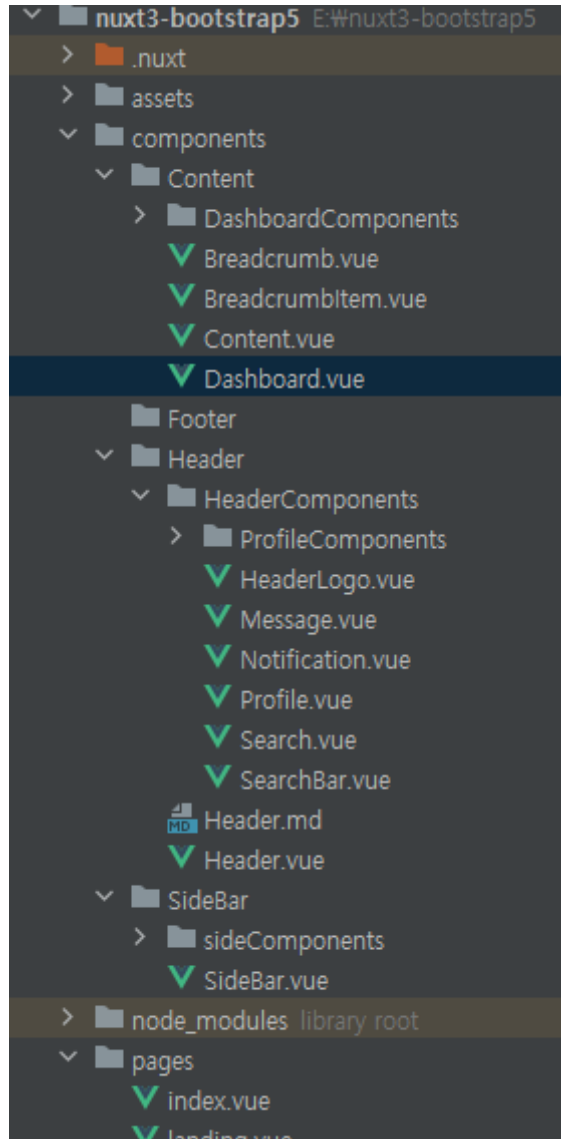 nuxt3-bootstrap5 E:₩nuxt3-bootstrap5
.nuxt
assets
components
Content
DashboardComponents
Breadcrumb.vue
BreadcrumbItem.vue
Content.vue
Dashboard.vue
Footer
Header
HeaderComponents
ProfileComponents
HeaderLogo.vue
Message.vue
Notification.vue
Profile.vue
Search.vue
SearchBar.vue
MD Header.md
Header.vue
SideBar
sideComponents
SideBar.vue
node_modules library root
pages
index.vue
landing.vue